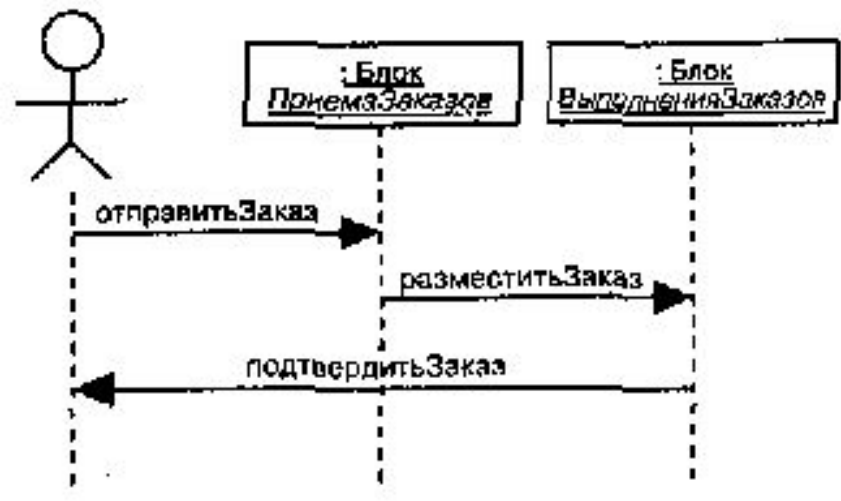 : Блок
ПриемаЗаказов
: Блок
ВыполненияЗаказов
отправитьЗаказ
разместитьЗаказ
подтвердитьЗаказ